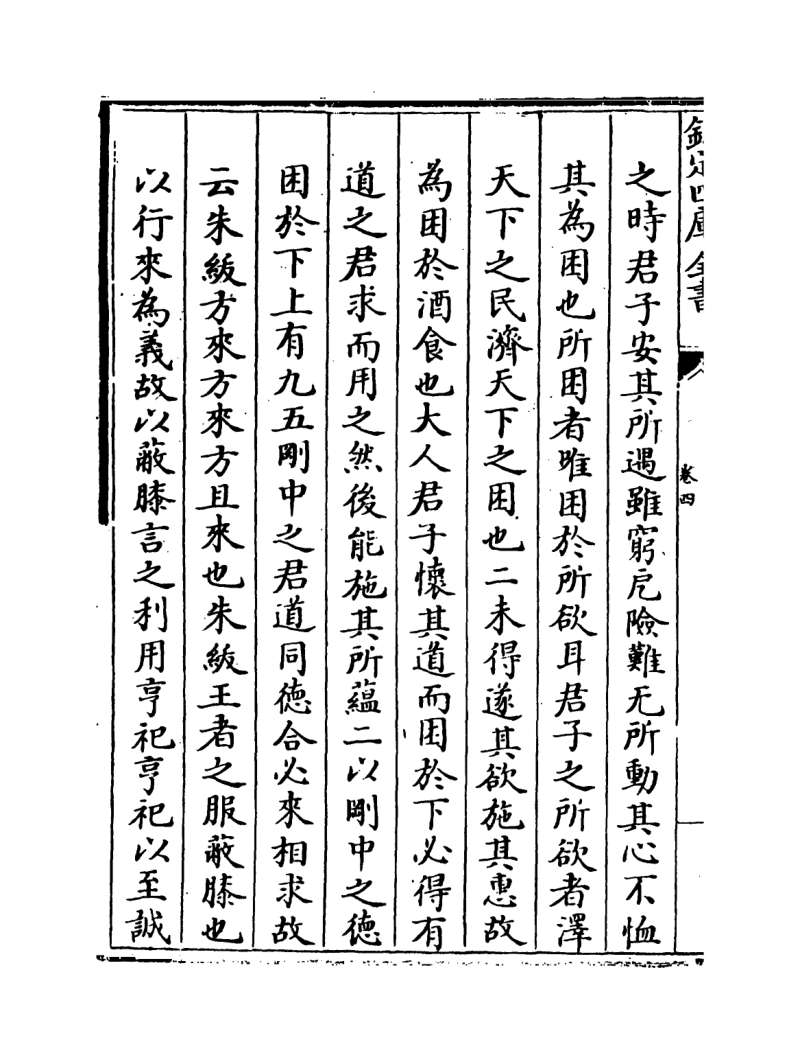 欽定四庫全書
卷四
之時君子安其所遇雖窮戹險難无所動其心不恤
其為困也所困者唯困於所欲耳君子之所欲者澤
天下之民濟天下之困也二未得遂其欲施其惠故
為困於酒食也大人君子懷其道而困於下必得有
道之君求而用之然後能施其所蘊二以剛中之德
困於下上有九五剛中之君道同德合必來相求故
云朱紱方來方來方且來也朱紱王者之服蔽膝也
以行來為義故以蔽膝言之利用亨祀亨祀以至誠